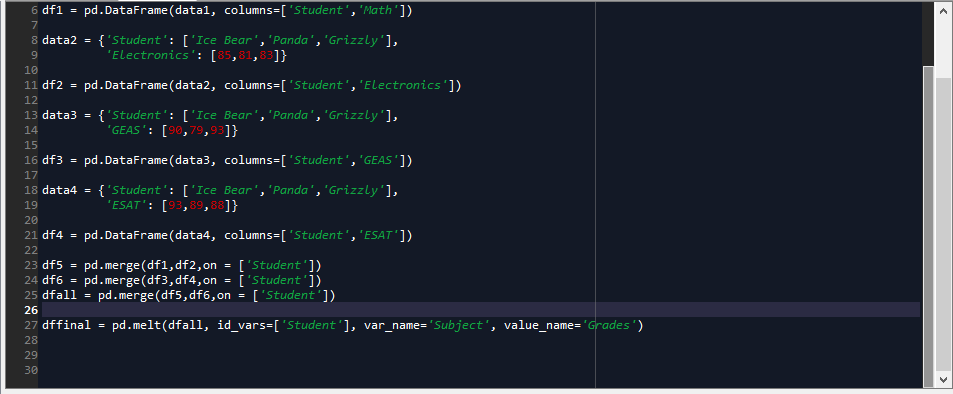 6 df1 = pd.DataFrame(data1, columns=['Student','Math'])
7
8 data2 = {'Student': ['Ice Bear','Panda','Grizzly'],
9          'Electronics': [85,81,83]}
10
11 df2 = pd.DataFrame(data2, columns=['Student','Electronics'])
12
13 data3 = {'Student': ['Ice Bear','Panda','Grizzly'],
14          'GEAS': [90,79,93]}
15
16 df3 = pd.DataFrame(data3, columns=['Student','GEAS'])
17
18 data4 = {'Student': ['Ice Bear','Panda','Grizzly'],
19          'ESAT': [93,89,88]}
20
21 df4 = pd.DataFrame(data4, columns=['Student','ESAT'])
22
23 df5 = pd.merge(df1,df2,on = ['Student'])
24 df6 = pd.merge(df3,df4,on = ['Student'])
25 dfall = pd.merge(df5,df6,on = ['Student'])
26
27 dffinal = pd.melt(dfall, id_vars=['Student'], var_name='Subject', value_name='Grades')
28
29
30